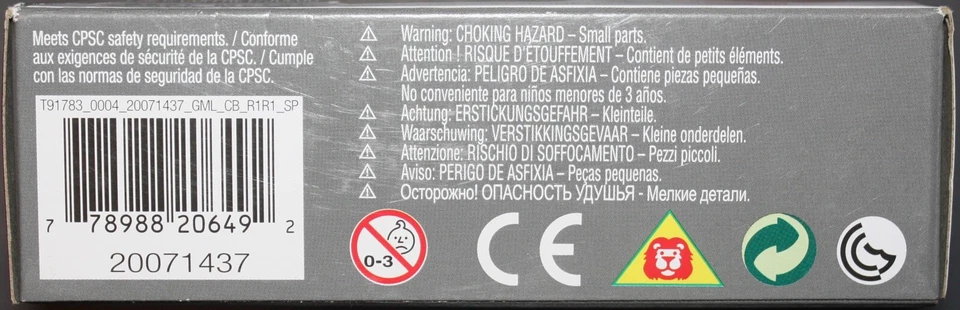 Meets CPSC safety requirements. / Conforme
aux exigences de sécurité de la CPSC. / Cumple
con las normas de seguridad de la CPSC.
T91783_0004_20071437_GML_CB_R1R1_SP
7 78988 20649 2
20071437
Warning: CHOKING HAZARD – Small parts.
Attention ! RISQUE D'ÉTOUFFEMENT – Contient de petits éléments.
Advertencia: PELIGRO DE ASFIXIA – Contiene piezas pequeñas.
No conveniente para niños menores de 3 años.
Achtung: ERSTICKUNGSGEFAHR – Kleinteile.
Waarschuwing: VERSTIKKINGSGEVAAR – Kleine onderdelen.
Attenzione: RISCHIO DI SOFFOCAMENTO – Pezzi piccoli.
Aviso: PERIGO DE ASFIXIA – Peças pequenas.
Осторожно! ОПАСНОСТЬ УДУШЬЯ - Мелкие детали.
0-3
CE